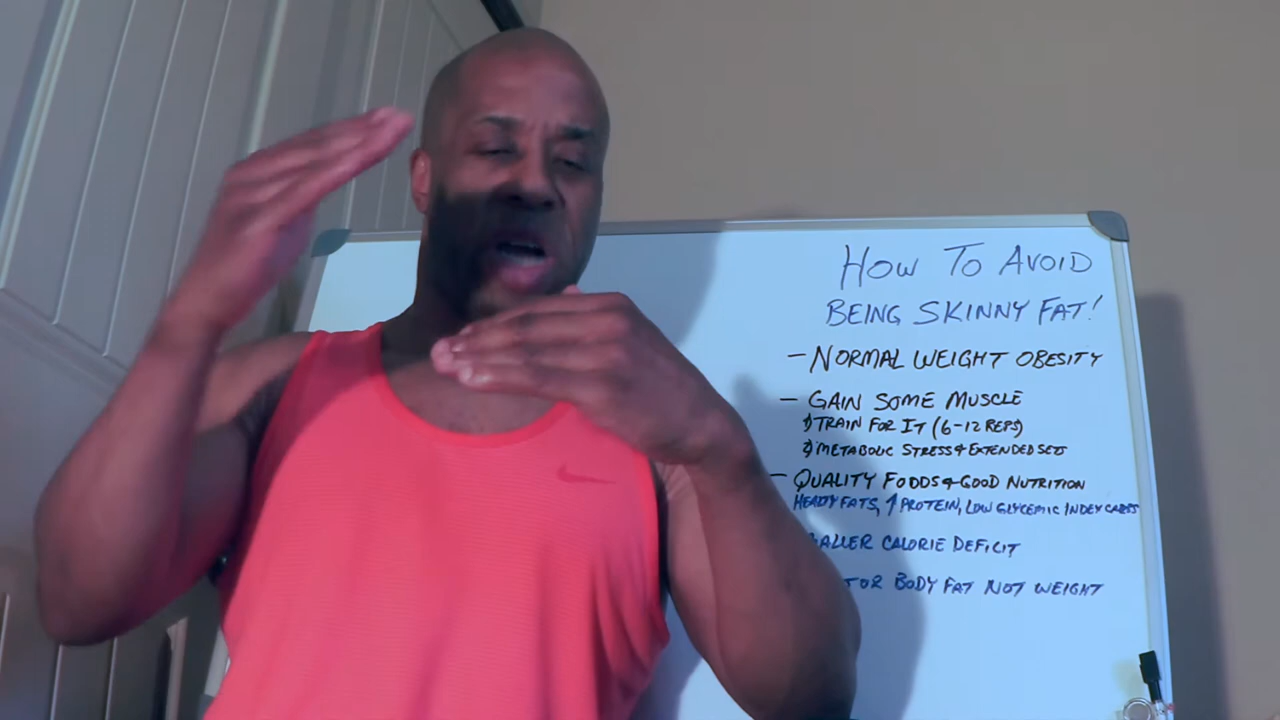 HOW TO AVOID
BEING SKINNY FAT!
- NORMAL WEIGHT OBESITY
- GAIN SOME MUSCLE
1) TRAIN FOR IT (6-12 REPS)
2) METABOLIC STRESS & EXTENDED SETS
- QUALITY FOODS & GOOD NUTRITION
↑ PROTEIN, LOW GLYCEMIC INDEX CARBS
CALORIE DEFICIT
BODY FAT NOT WEIGHT